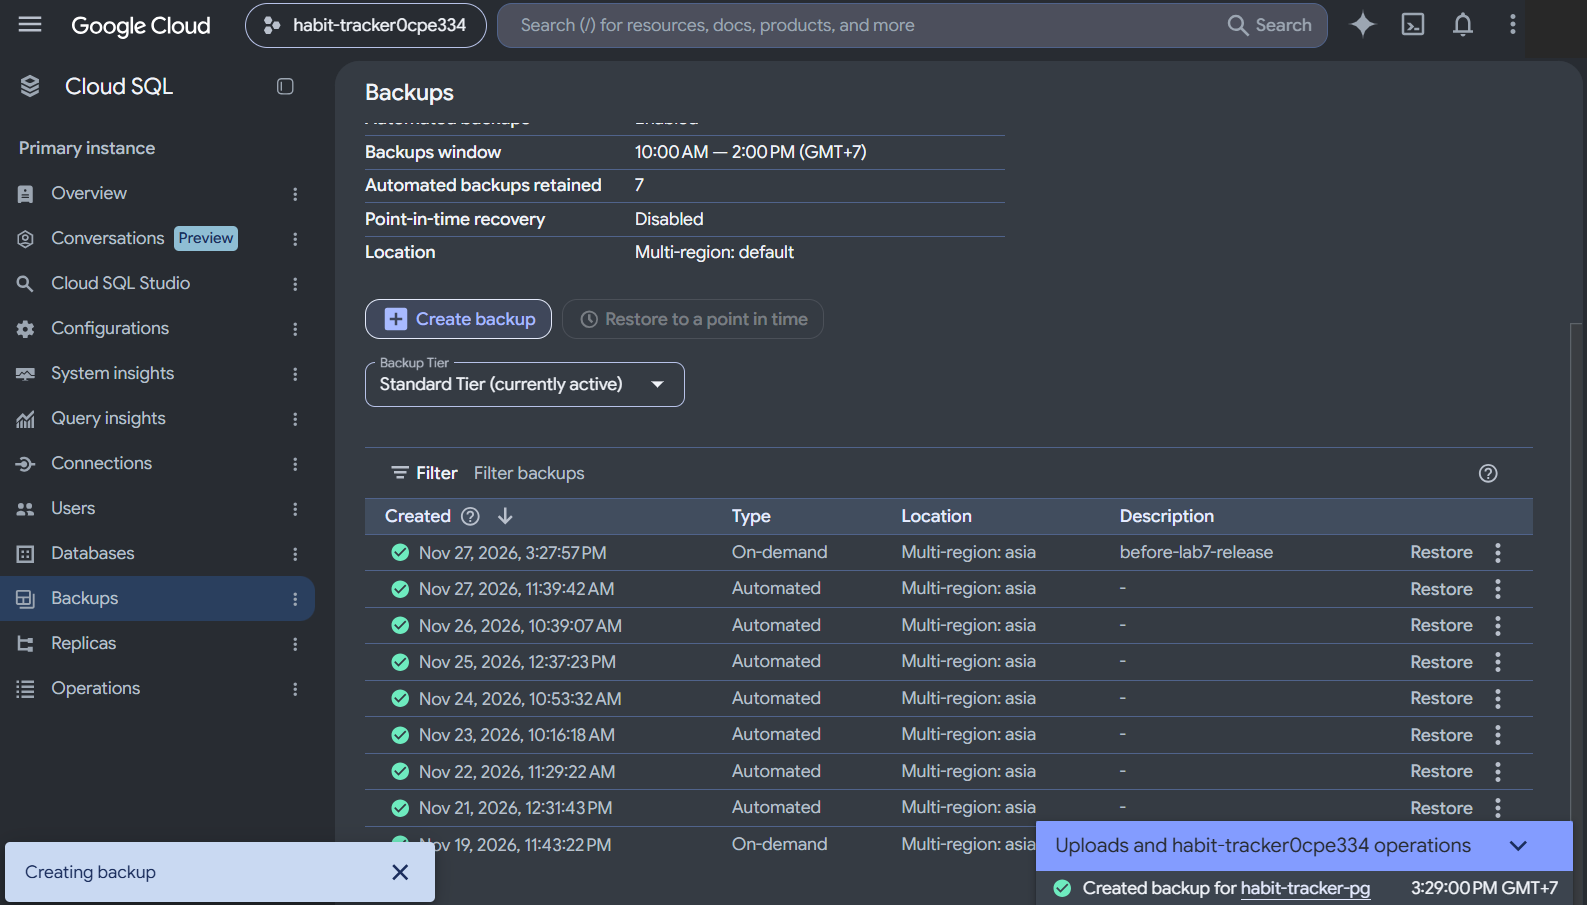 Google Cloud
habit-tracker0cpe334
Search (/) for resources, docs, products, and more
Search
Cloud SQL
Primary instance
Overview
Conversations Preview
Cloud SQL Studio
Configurations
System insights
Query insights
Connections
Users
Databases
Backups
Replicas
Operations
Backups
Automated backups Enabled
Backups window 10:00 AM — 2:00 PM (GMT+7)
Automated backups retained 7
Point-in-time recovery Disabled
Location Multi-region: default
Create backup Restore to a point in time
Backup Tier
Standard Tier (currently active)
Filter Filter backups
Created Type Location Description
Nov 27, 2026, 3:27:57 PM On-demand Multi-region: asia before-lab7-release Restore
Nov 27, 2026, 11:39:42 AM Automated Multi-region: asia - Restore
Nov 26, 2026, 10:39:07 AM Automated Multi-region: asia - Restore
Nov 25, 2026, 12:37:23 PM Automated Multi-region: asia - Restore
Nov 24, 2026, 10:53:32 AM Automated Multi-region: asia - Restore
Nov 23, 2026, 10:16:18 AM Automated Multi-region: asia - Restore
Nov 22, 2026, 11:29:22 AM Automated Multi-region: asia - Restore
Nov 21, 2026, 12:31:43 PM Automated Multi-region: asia - Restore
Nov 19, 2026, 11:43:22 PM On-demand Multi-region: asia
Creating backup
Uploads and habit-tracker0cpe334 operations
Created backup for habit-tracker-pg 3:29:00 PM GMT+7